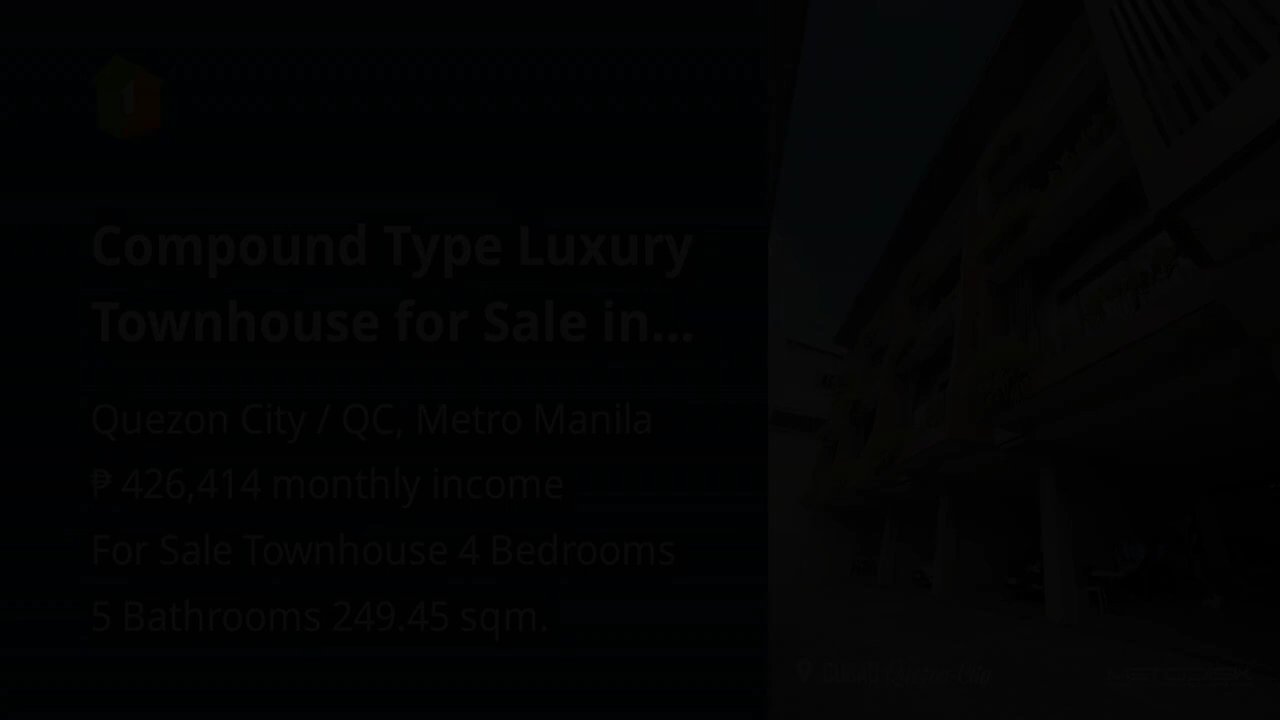 Compound Type Luxury
Townhouse for Sale in...
Quezon City / QC, Metro Manila
₱ 426,414 monthly income
For Sale Townhouse 4 Bedrooms
5 Bathrooms 249.45 sqm.